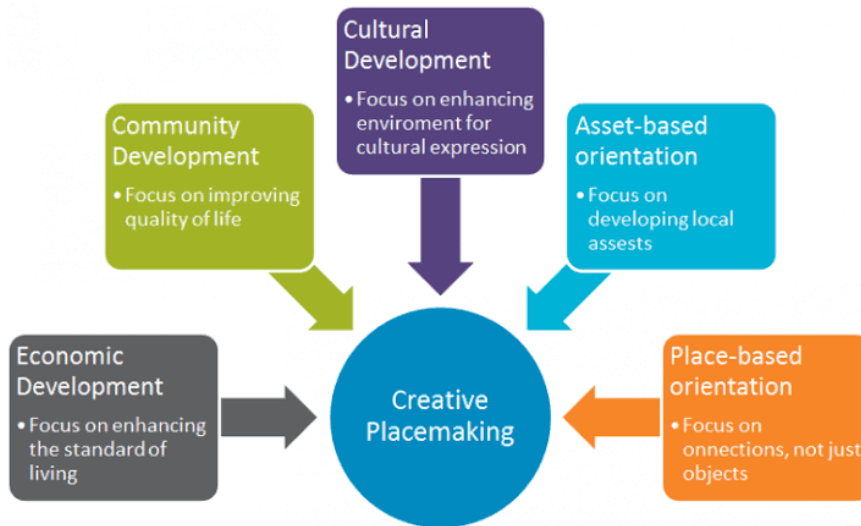 Cultural
Development
• Focus on enhancing
enviroment for
cultural expression
Community
Development
• Focus on improving
quality of life
Asset-based
orientation
• Focus on
developing local
assests
Economic
Development
• Focus on enhancing
the standard of
living
Creative
Placemaking
Place-based
orientation
• Focus on
onnections, not just
objects